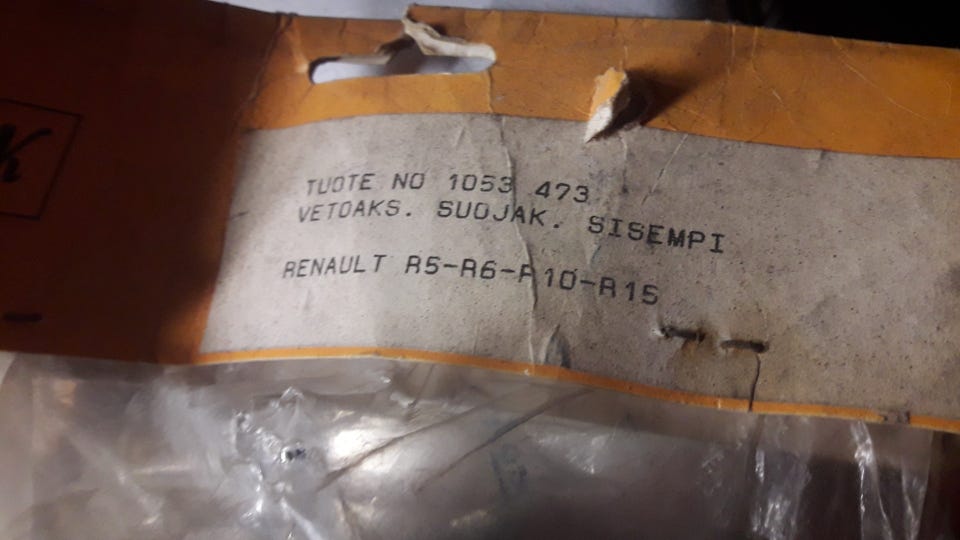 TUOTE NO 1053 473
VETOAKS. SUOJAK. SISEMPI
RENAULT R5-R6-R10-R15